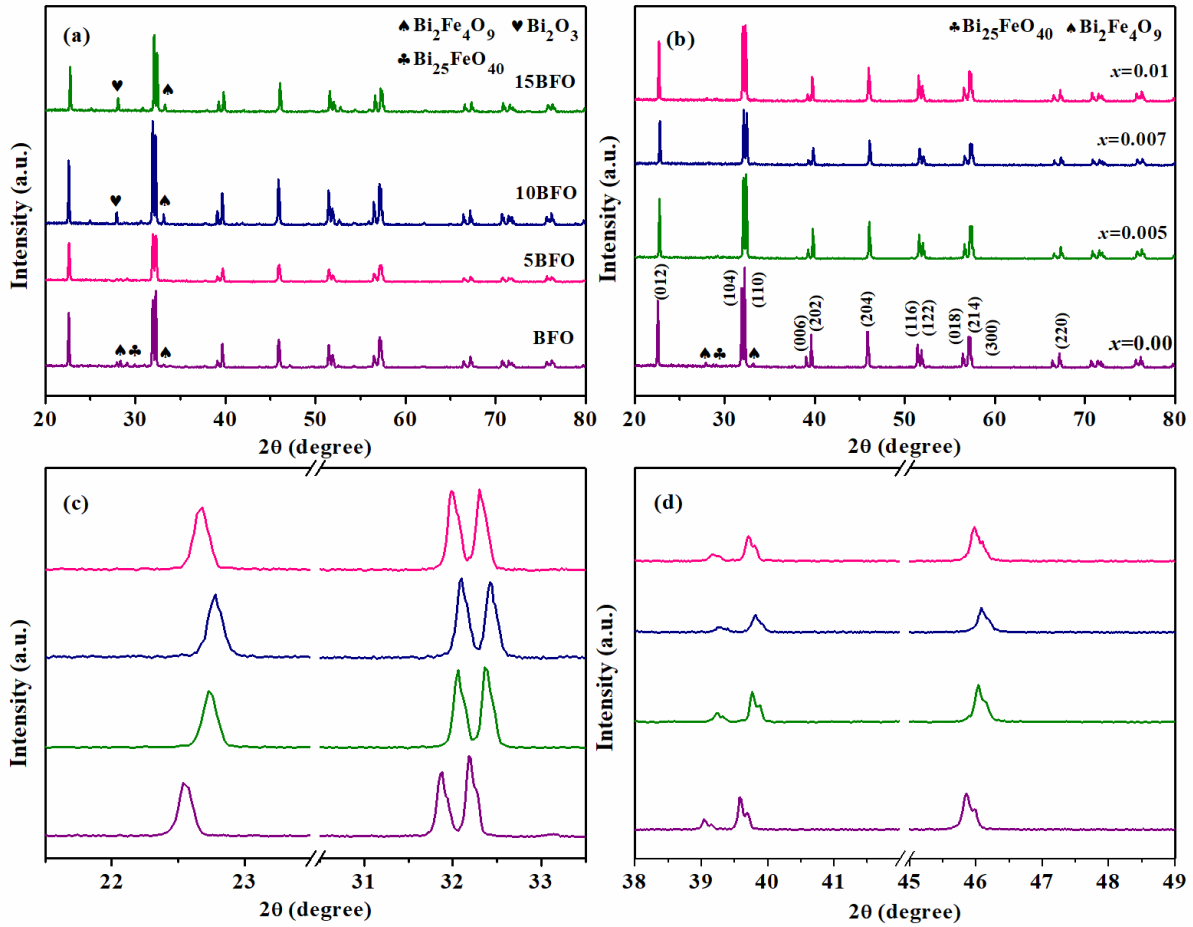 (a)
♠Bi2Fe4O9 ♥Bi2O3
♣Bi25FeO40
15BFO
♥ ♠
10BFO
♥ ♠
5BFO
BFO
♠ ♣ ♠
Intensity (a.u.)
20 30 40 50 60 70 80
2θ (degree)
(b)
♣Bi25FeO40 ♠Bi2Fe4O9
x=0.01
x=0.007
x=0.005
x=0.00
(012) (104) (110) (006) (202) (204) (116) (122) (018) (214) (300) (220)
♠ ♣ ♠
Intensity (a.u.)
20 30 40 50 60 70 80
2θ (degree)
(c)
Intensity (a.u.)
22 23 31 32 33
2θ (degree)
(d)
Intensity (a.u.)
38 39 40 41 45 46 47 48 49
2θ (degree)